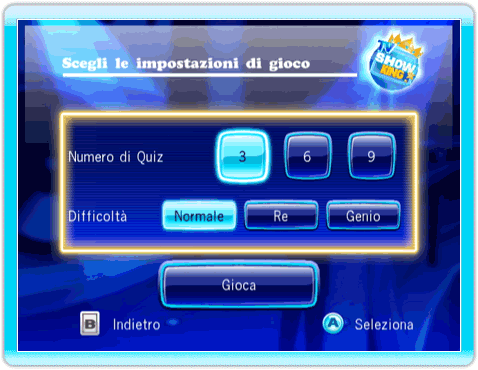 Scegli le impostazioni di gioco
TV
SHOW
KING
Numero di Quiz 3 6 9
Difficoltà Normale Re Genio
Gioca
B Indietro A Seleziona